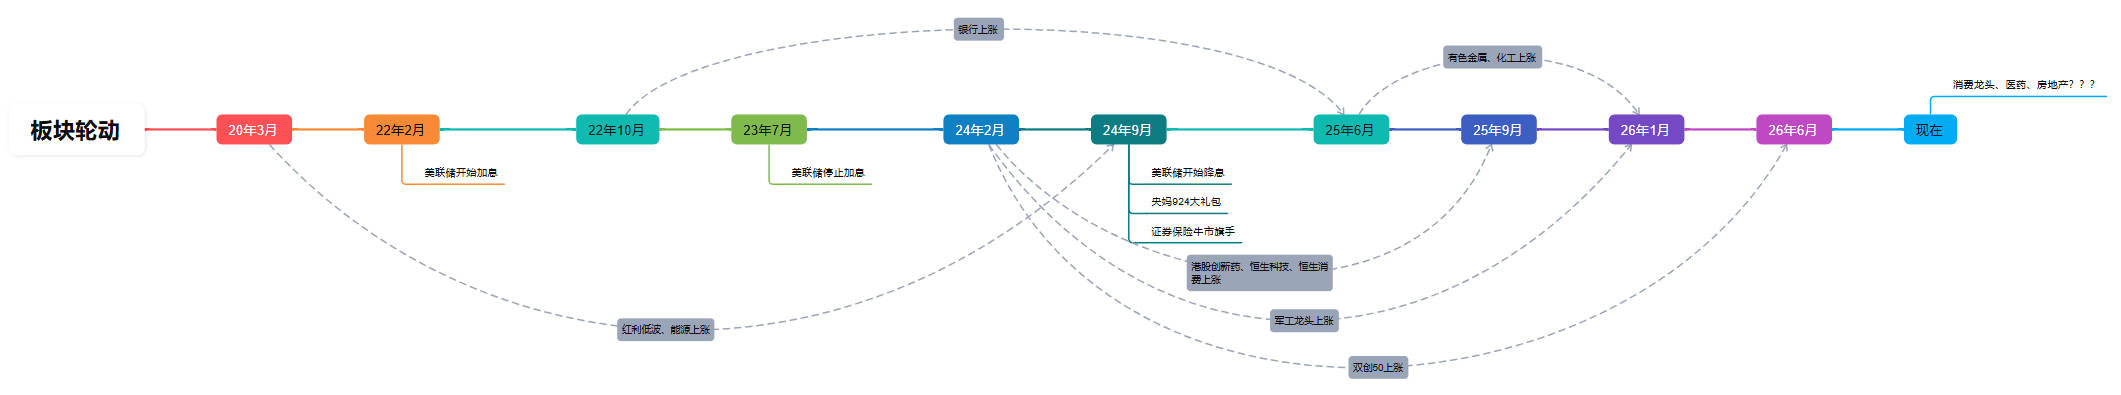 银行上涨
有色金属、化工上涨
消费龙头、医药、房地产？？？
板块轮动
20年3月
22年2月
22年10月
23年7月
24年2月
24年9月
25年6月
25年9月
26年1月
26年6月
现在
美联储开始加息
美联储停止加息
美联储开始降息
央妈924大礼包
证券保险牛市旗手
港股创新药、恒生科技、恒生消
费上涨
军工龙头上涨
红利低波、能源上涨
双创50上涨